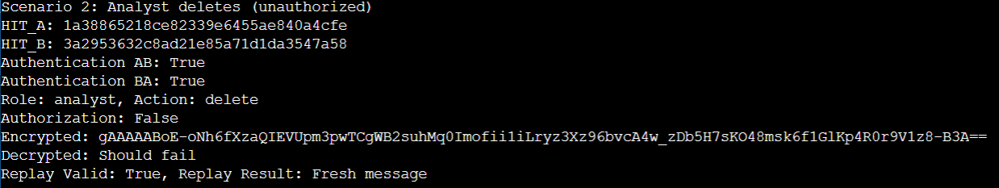 Scenario 2: Analyst deletes (unauthorized)
HIT_A: 1a38865218ce82339e6455ae840a4cfe
HIT_B: 3a2953632c8ad21e85a71d1da3547a58
Authentication AB: True
Authentication BA: True
Role: analyst, Action: delete
Authorization: False
Encrypted: gAAAAABoE-oNh6fXzaQIEVUpm3pwTCgWB2suhMq0Imofii1iLryz3Xz96bvcA4w_zDb5H7sKO48msk6f1GlKp4R0r9V1z8-B3A==
Decrypted: Should fail
Replay Valid: True, Replay Result: Fresh message